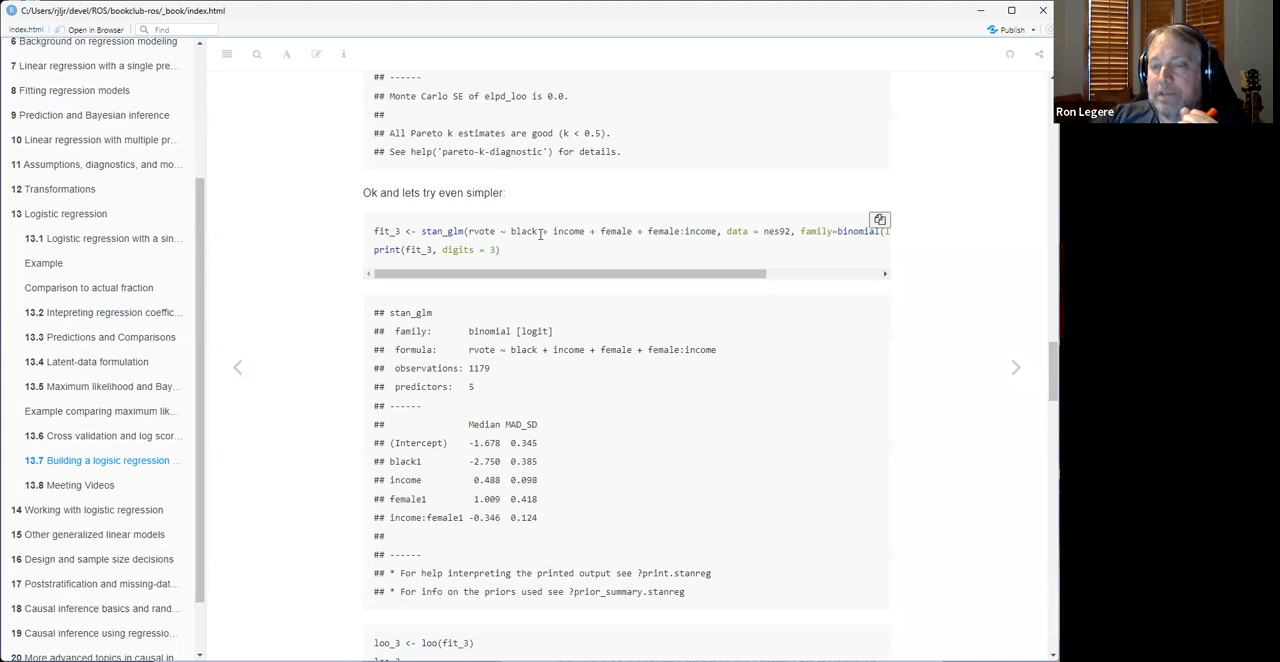 C:/Users/rjljr/devel/ROS/bookclub-ros/_book/index.html
index.html
Open in Browser
Find
Publish
6 Background on regression modeling
7 Linear regression with a single pre...
8 Fitting regression models
9 Prediction and Bayesian inference
10 Linear regression with multiple pr...
11 Assumptions, diagnostics, and mo...
12 Transformations
13 Logistic regression
13.1 Logistic regression with a sin...
Example
Comparison to actual fraction
13.2 Intepreting regression coeffic...
13.3 Predictions and Comparisons
13.4 Latent-data formulation
13.5 Maximum likelihood and Bay...
Example comparing maximum lik...
13.6 Cross validation and log scor...
13.7 Building a logisic regression ...
13.8 Meeting Videos
14 Working with logistic regression
15 Other generalized linear models
16 Design and sample size decisions
17 Poststratification and missing-dat...
18 Causal inference basics and rand...
19 Causal inference using regressio...
20 More advanced topics in causal in
## ------
## Monte Carlo SE of elpd_loo is 0.0.
##
## All Pareto k estimates are good (k < 0.5).
## See help('pareto-k-diagnostic') for details.
Ok and lets try even simpler:
fit_3 <- stan_glm(rvote ~ black + income + female + female:income, data = nes92, family=binomial(l
print(fit_3, digits = 3)
## stan_glm
## family: binomial [logit]
## formula: rvote ~ black + income + female + female:income
## observations: 1179
## predictors: 5
## ------
## Median MAD_SD
## (Intercept) -1.678 0.345
## black1 -2.750 0.385
## income 0.488 0.098
## female1 1.009 0.418
## income:female1 -0.346 0.124
##
## ------
## * For help interpreting the printed output see ?print.stanreg
## * For info on the priors used see ?prior_summary.stanreg
loo_3 <- loo(fit_3)
Ron Legere